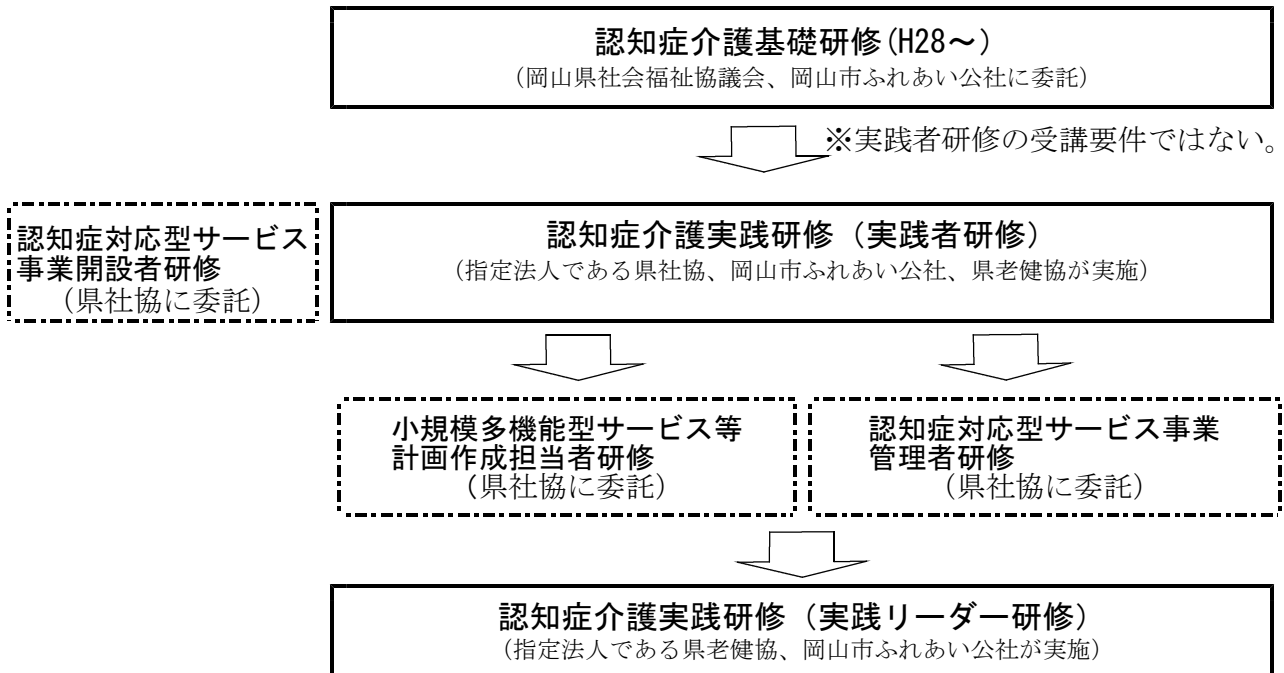 認知症介護基礎研修(H28～)
（岡山県社会福祉協議会、岡山市ふれあい公社に委託）
※実践者研修の受講要件ではない。
認知症対応型サービス
事業開設者研修
（県社協に委託）
認知症介護実践研修（実践者研修）
（指定法人である県社協、岡山市ふれあい公社、県老健協が実施）
小規模多機能型サービス等
計画作成担当者研修
（県社協に委託）
認知症対応型サービス事業
管理者研修
（県社協に委託）
認知症介護実践研修（実践リーダー研修）
（指定法人である県老健協、岡山市ふれあい公社が実施）